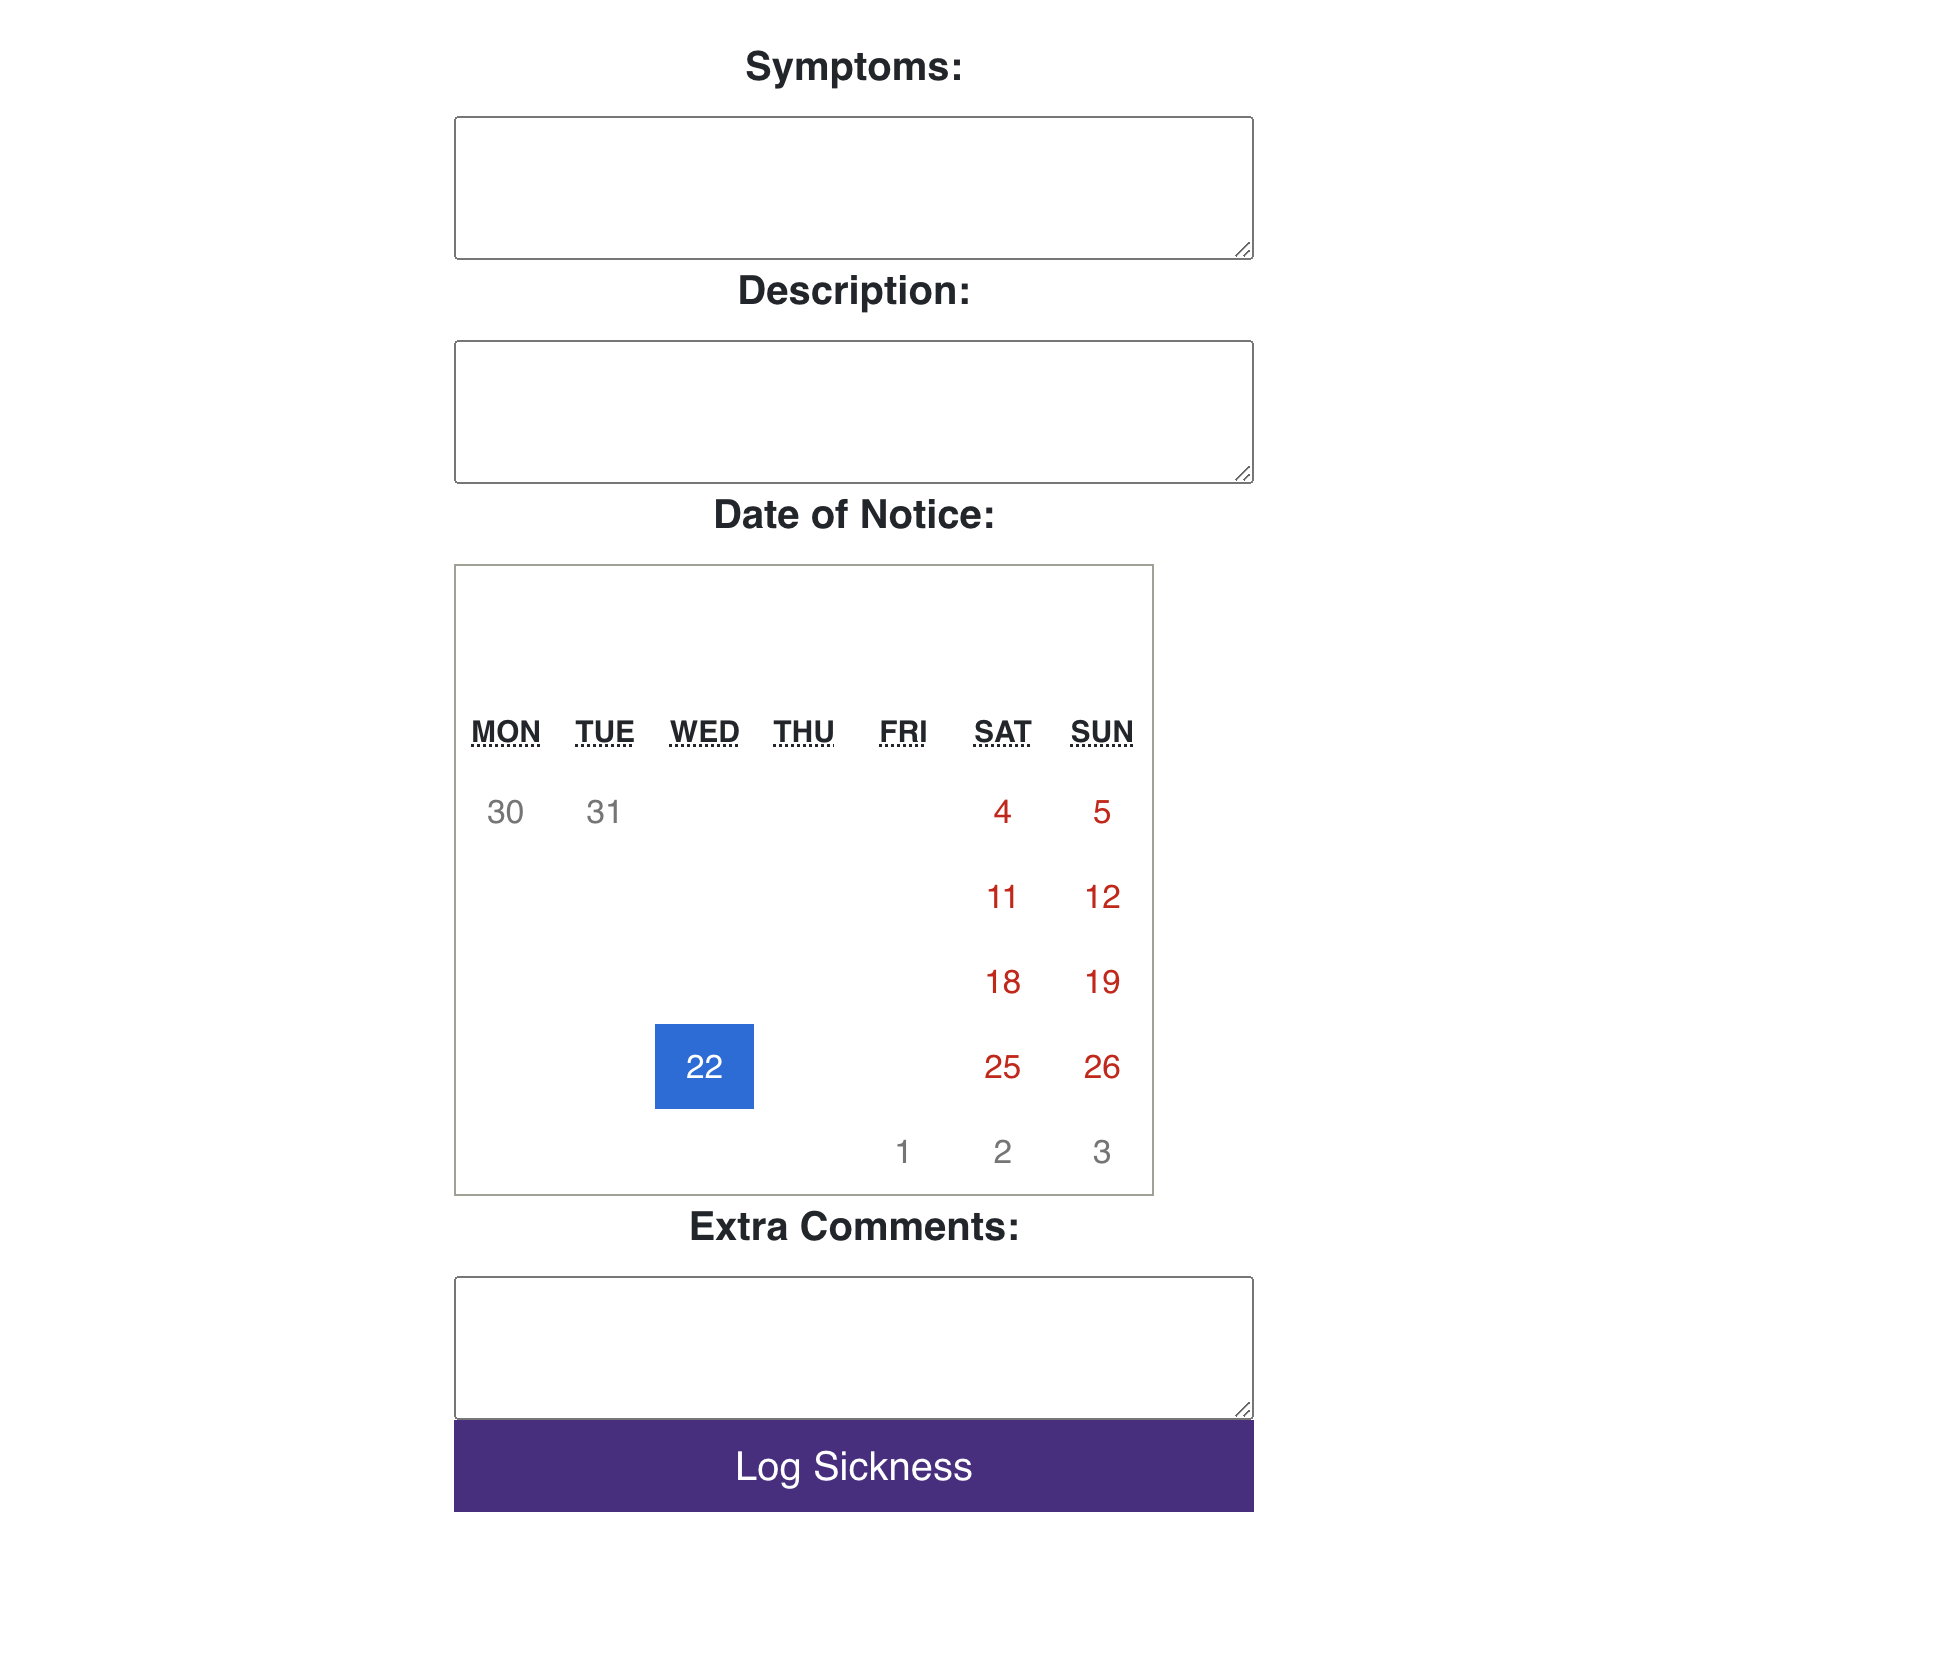 Symptoms:
Description:
Date of Notice:
MON TUE WED THU FRI SAT SUN
30 31 4 5
11 12
18 19
22 25 26
1 2 3
Extra Comments:
Log Sickness